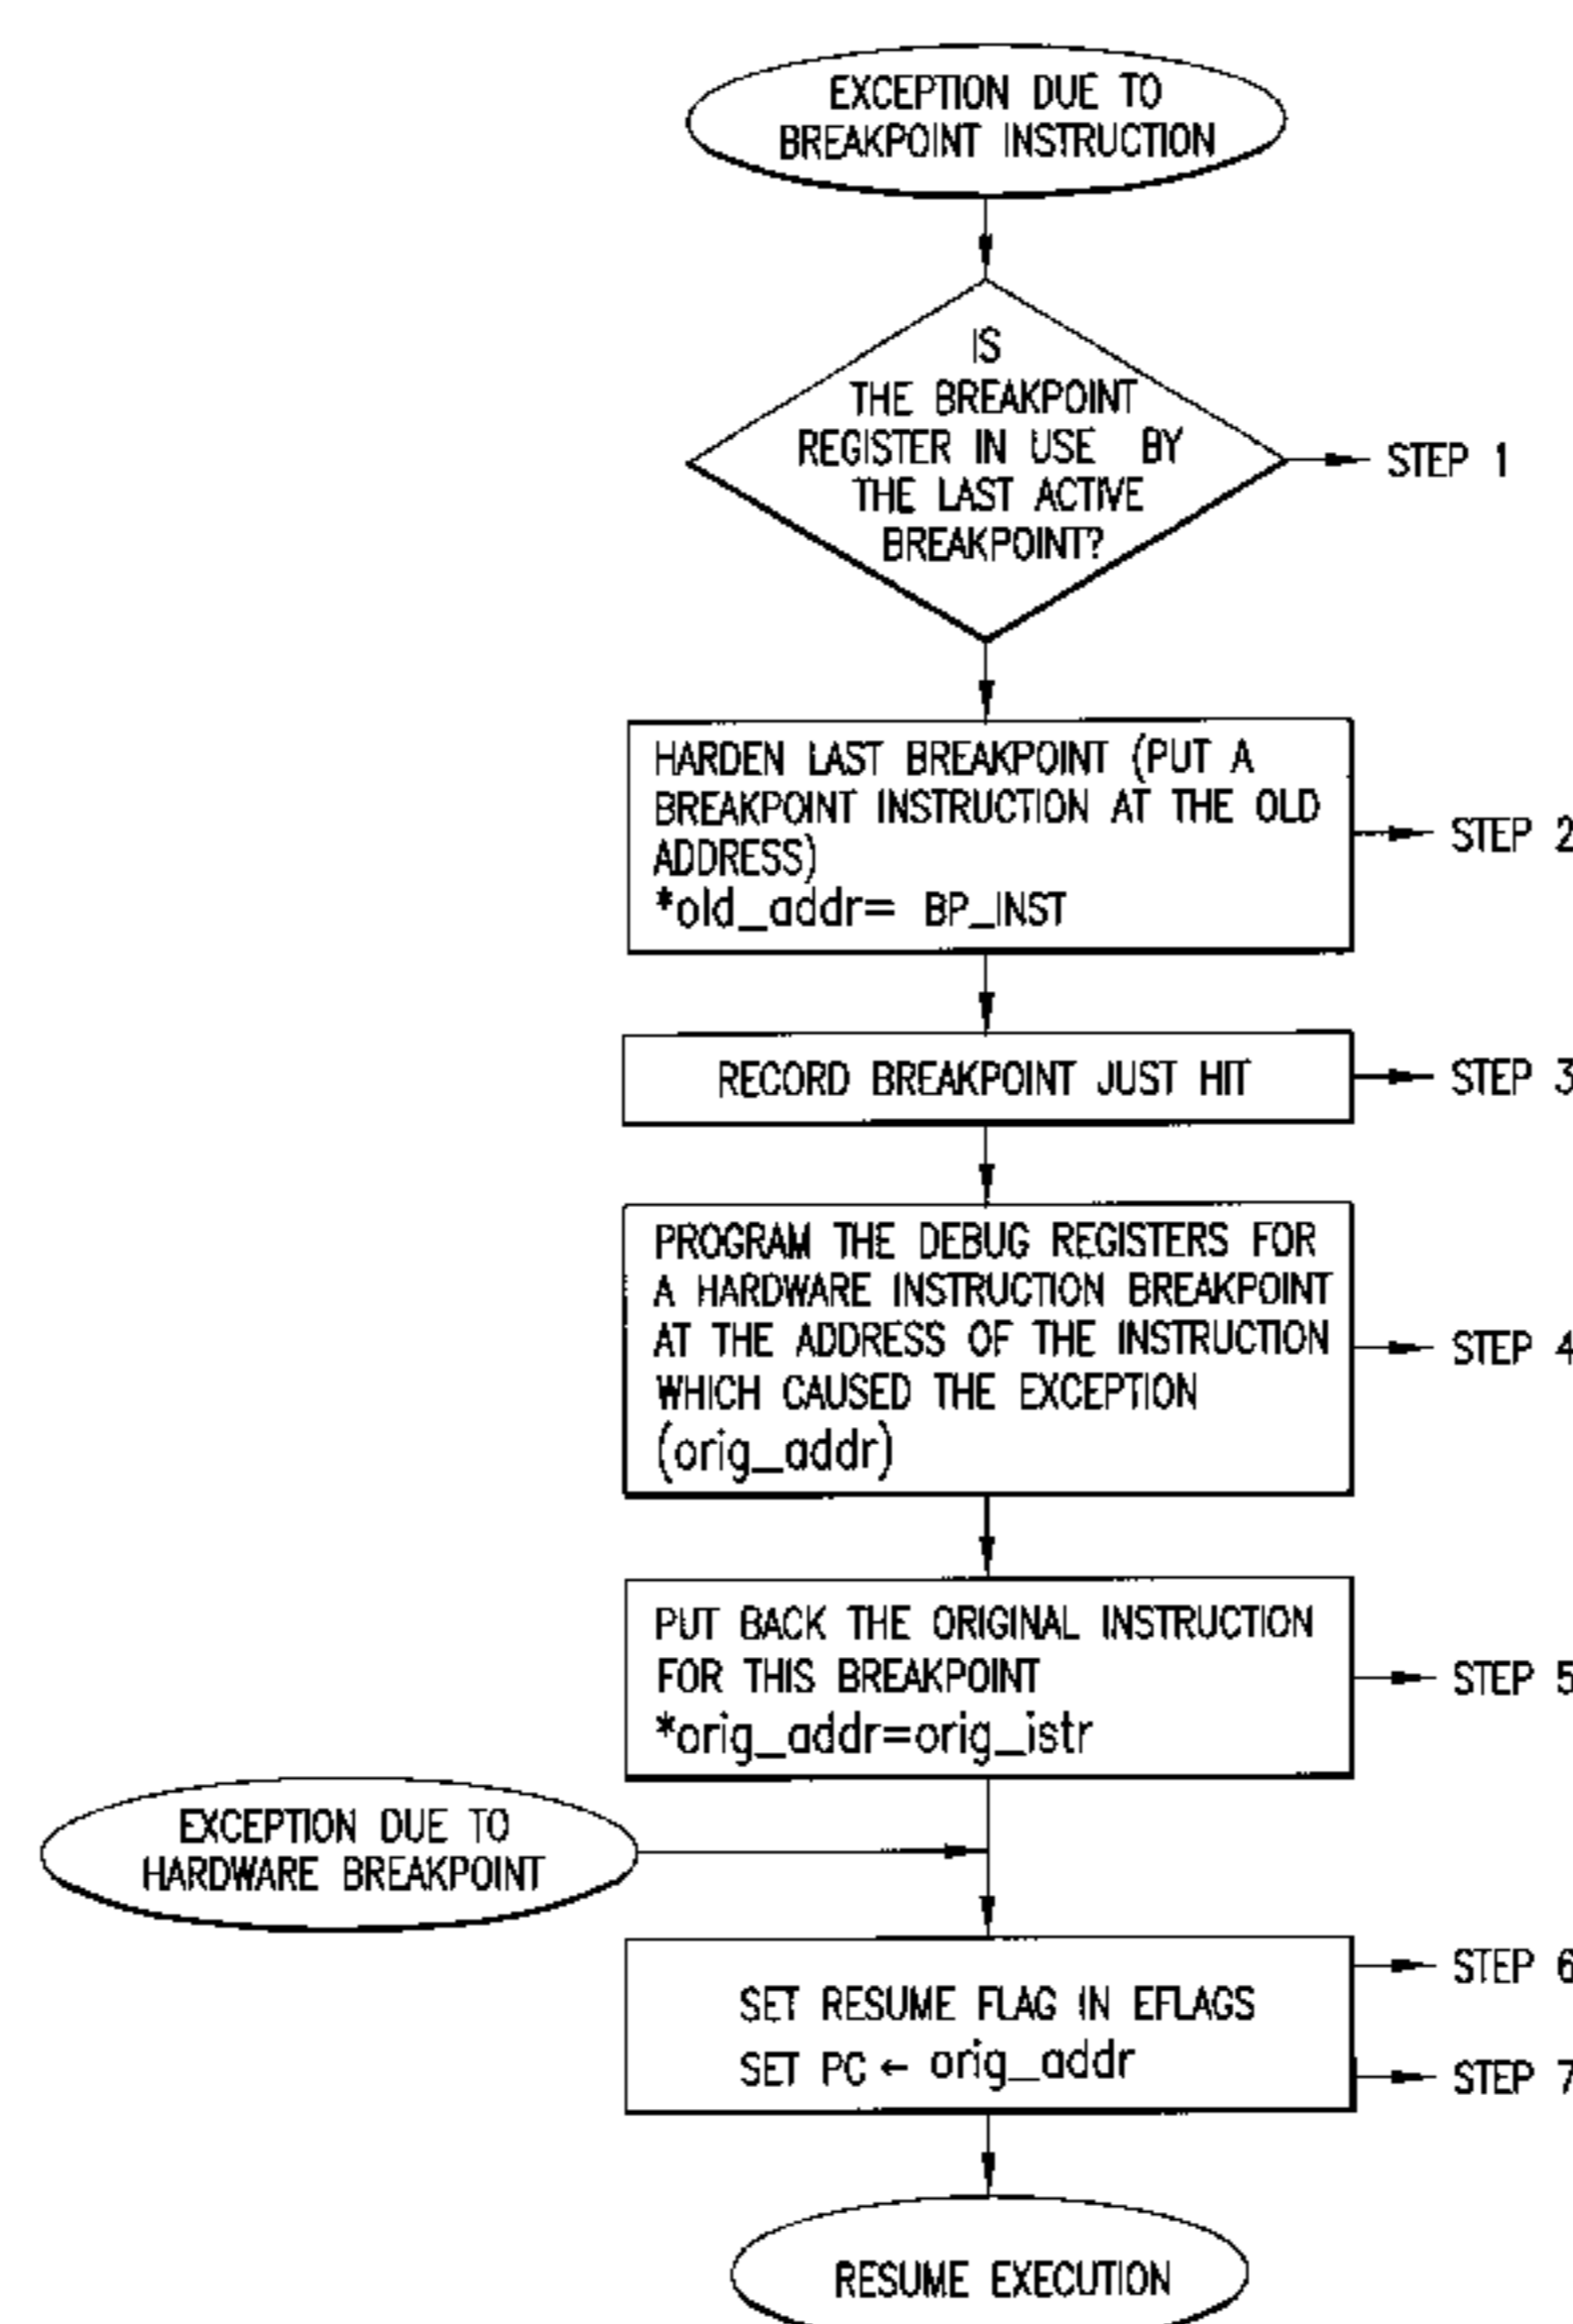 EXCEPTION DUE TO
BREAKPOINT INSTRUCTION
IS
THE BREAKPOINT
REGISTER IN USE BY
THE LAST ACTIVE
BREAKPOINT?
STEP 1
HARDEN LAST BREAKPOINT (PUT A
BREAKPOINT INSTRUCTION AT THE OLD
ADDRESS)
*old_addr= BP_INST
STEP 2
RECORD BREAKPOINT JUST HIT
STEP 3
PROGRAM THE DEBUG REGISTERS FOR
A HARDWARE INSTRUCTION BREAKPOINT
AT THE ADDRESS OF THE INSTRUCTION
WHICH CAUSED THE EXCEPTION
(orig_addr)
STEP 4
PUT BACK THE ORIGINAL INSTRUCTION
FOR THIS BREAKPOINT
*orig_addr=orig_istr
STEP 5
EXCEPTION DUE TO
HARDWARE BREAKPOINT
SET RESUME FLAG IN EFLAGS
SET PC ← orig_addr
STEP 6
STEP 7
RESUME EXECUTION